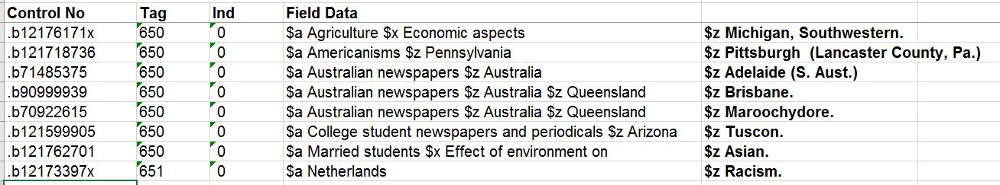 Control No Tag Ind Field Data
.b12176171x 650 0 $a Agriculture $x Economic aspects $z Michigan, Southwestern.
.b121718736 650 0 $a Americanisms $z Pennsylvania $z Pittsburgh  (Lancaster County, Pa.)
.b71485375 650 0 $a Australian newspapers $z Australia $z Adelaide (S. Aust.)
.b90999939 650 0 $a Australian newspapers $z Australia $z Queensland $z Brisbane.
.b70922615 650 0 $a Australian newspapers $z Australia $z Queensland $z Maroochydore.
.b121599905 650 0 $a College student newspapers and periodicals $z Arizona $z Tuscon.
.b121762701 650 0 $a Married students $x Effect of environment on $z Asian.
.b12173397x 651 0 $a Netherlands $z Racism.